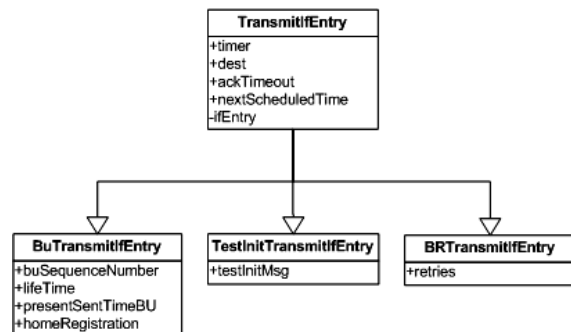 TransmitIfEntry
+timer
+dest
+ackTimeout
+nextScheduledTime
-ifEntry
BuTransmitIfEntry
+buSequenceNumber
+lifeTime
+presentSentTimeBU
+homeRegistration
TestInitTransmitIfEntry
+testInitMsg
BRTransmitIfEntry
+retries